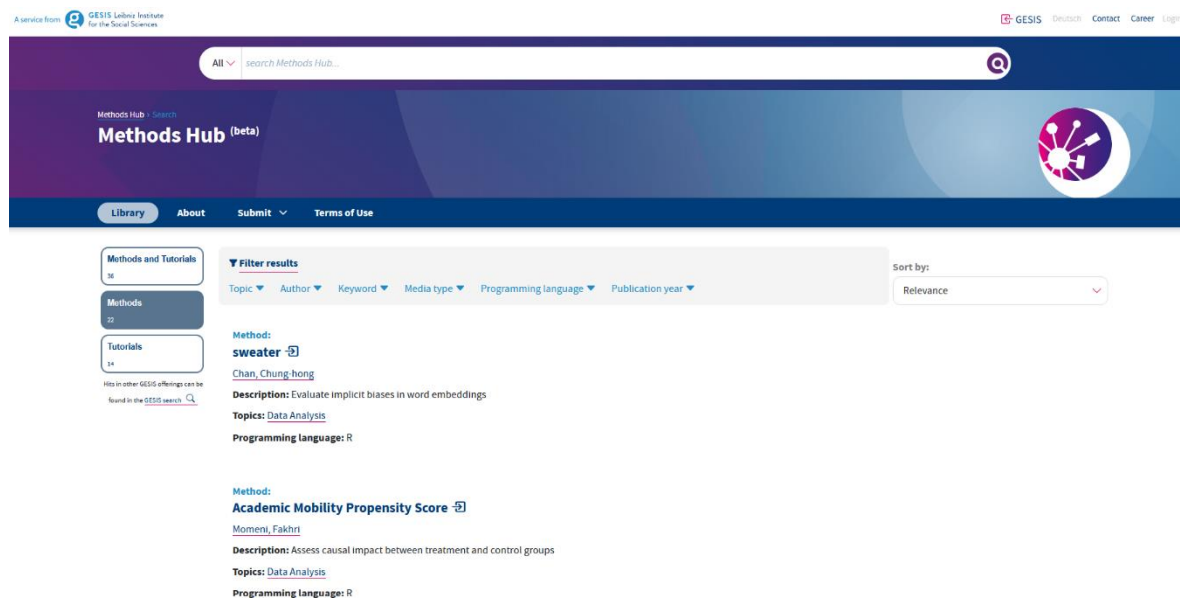 A service from GESIS Leibniz Institute
for the Social Sciences
GESIS Deutsch Contact Career Login
All search Methods Hub...
Methods Hub › Search
Methods Hub (beta)
Library About Submit Terms of Use
Methods and Tutorials
36
Methods
22
Tutorials
14
Hits in other GESIS offerings can be
found in the GESIS search
Filter results
Topic Author Keyword Media type Programming language Publication year
Sort by:
Relevance
Method:
sweater
Chan, Chung-hong
Description: Evaluate implicit biases in word embeddings
Topics: Data Analysis
Programming language: R
Method:
Academic Mobility Propensity Score
Momeni, Fakhri
Description: Assess causal impact between treatment and control groups
Topics: Data Analysis
Programming language: R